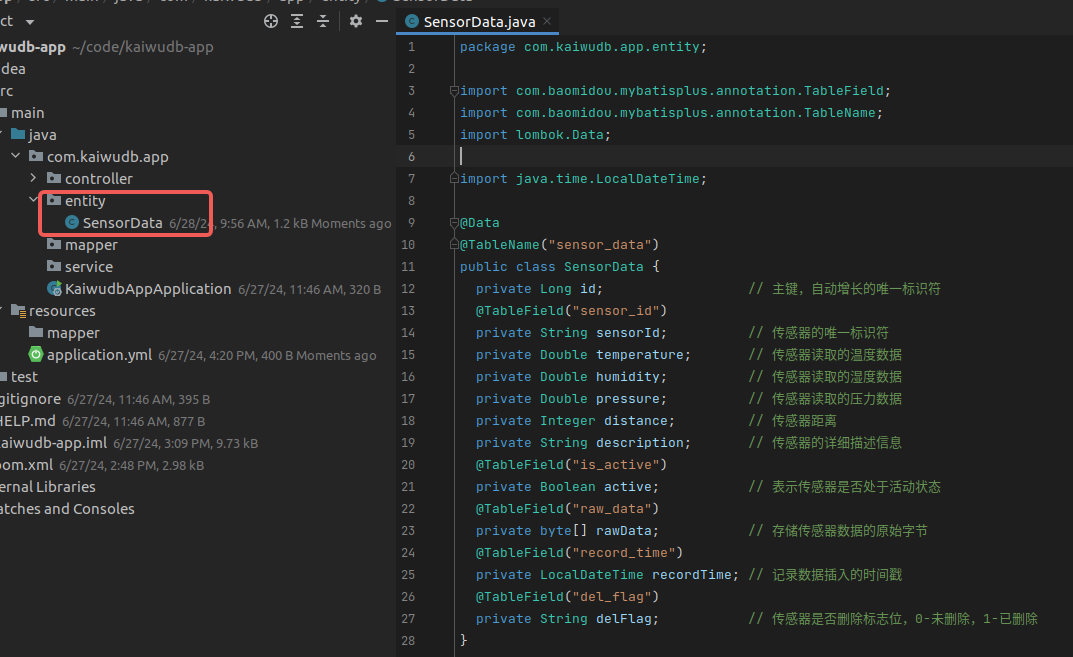 ct
SensorData.java
wudb-app ~/code/kaiwudb-app
dea
rc
main
java
com.kaiwudb.app
controller
entity
SensorData 6/28/24, 9:56 AM, 1.2 kB Moments ago
mapper
service
KaiwudbAppApplication 6/27/24, 11:46 AM, 320 B
resources
mapper
application.yml 6/27/24, 4:20 PM, 400 B Moments ago
test
gitignore 6/27/24, 11:46 AM, 395 B
HELP.md 6/27/24, 11:46 AM, 877 B
aiwudb-app.iml 6/27/24, 3:09 PM, 9.73 kB
pom.xml 6/27/24, 2:48 PM, 2.98 kB
ernal Libraries
atches and Consoles
1 package com.kaiwudb.app.entity;
2
3 import com.baomidou.mybatisplus.annotation.TableField;
4 import com.baomidou.mybatisplus.annotation.TableName;
5 import lombok.Data;
6
7 import java.time.LocalDateTime;
8
9 @Data
10 @TableName("sensor_data")
11 public class SensorData {
12 private Long id; // 主键，自动增长的唯一标识符
13 @TableField("sensor_id")
14 private String sensorId; // 传感器的唯一标识符
15 private Double temperature; // 传感器读取的温度数据
16 private Double humidity; // 传感器读取的湿度数据
17 private Double pressure; // 传感器读取的压力数据
18 private Integer distance; // 传感器距离
19 private String description; // 传感器的详细描述信息
20 @TableField("is_active")
21 private Boolean active; // 表示传感器是否处于活动状态
22 @TableField("raw_data")
23 private byte[] rawData; // 存储传感器数据的原始字节
24 @TableField("record_time")
25 private LocalDateTime recordTime; // 记录数据插入的时间戳
26 @TableField("del_flag")
27 private String delFlag; // 传感器是否删除标志位，0-未删除，1-已删除
28 }